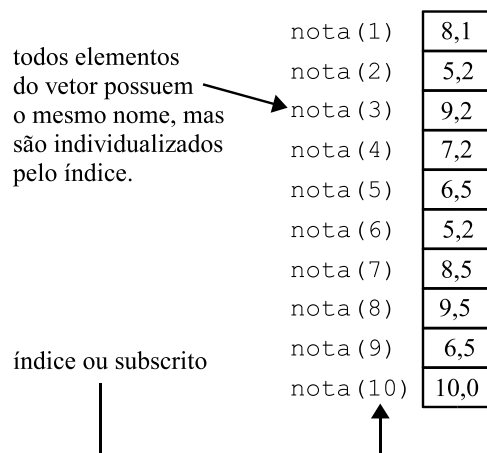 todos elementos
do vetor possuem
o mesmo nome, mas
são individualizados
pelo índice.
nota(1) 8,1
nota(2) 5,2
nota(3) 9,2
nota(4) 7,2
nota(5) 6,5
nota(6) 5,2
nota(7) 8,5
nota(8) 9,5
nota(9) 6,5
nota(10) 10,0
índice ou subscrito